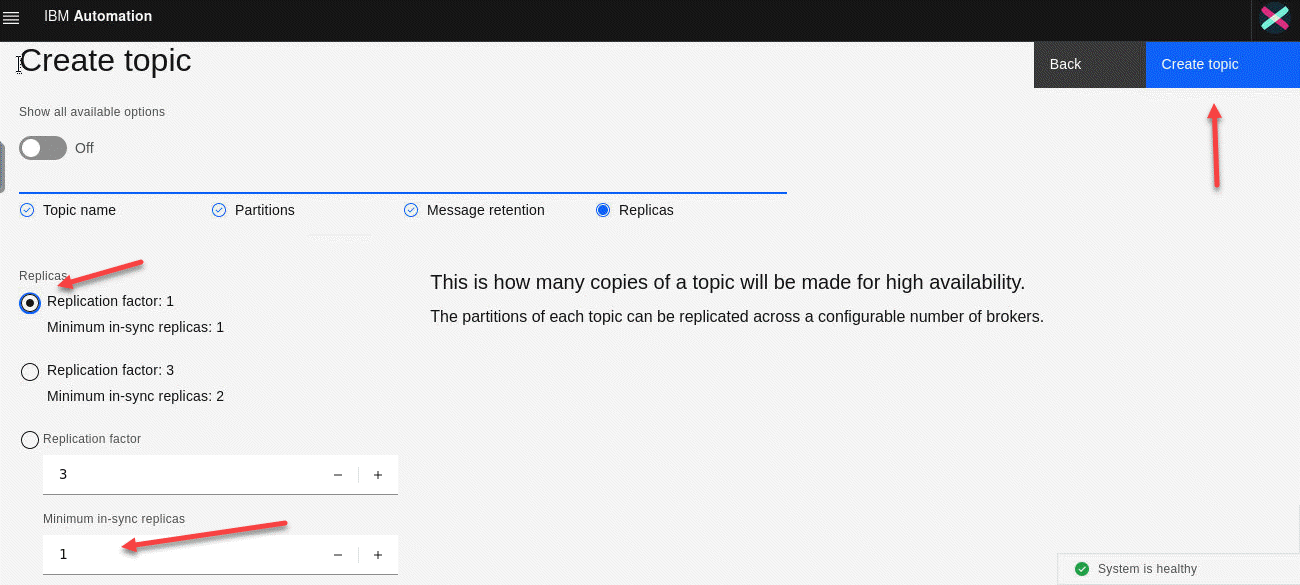 IBM Automation
Create topic
Back
Create topic
Show all available options
Off
Topic name
Partitions
Message retention
Replicas
Replicas
Replication factor: 1
Minimum in-sync replicas: 1
This is how many copies of a topic will be made for high availability.
The partitions of each topic can be replicated across a configurable number of brokers.
Replication factor: 3
Minimum in-sync replicas: 2
Replication factor
3
Minimum in-sync replicas
1
System is healthy